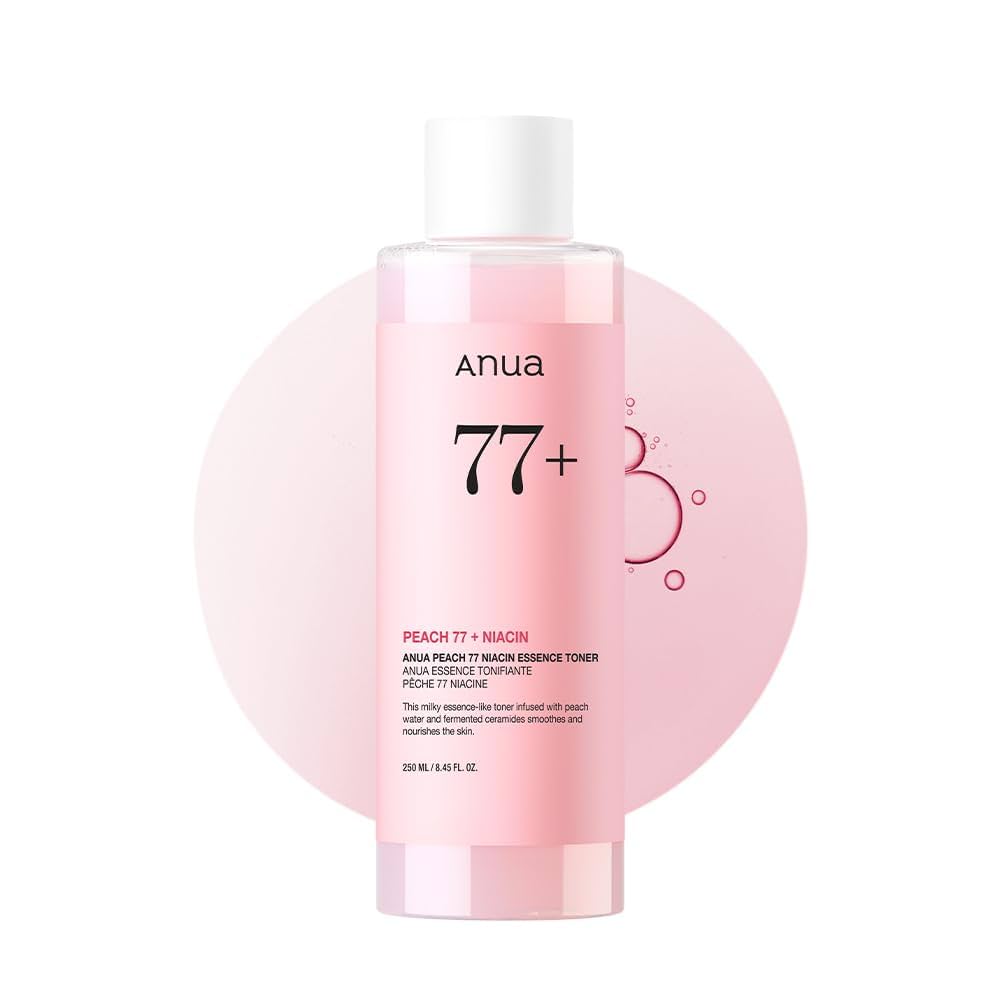 Anua
77+
PEACH 77 + NIACIN
ANUA PEACH 77 NIACIN ESSENCE TONER
ANUA ESSENCE TONIFIANTE
PÊCHE 77 NIACINE
This milky essence-like toner infused with peach
water and fermented ceramides smoothes and
nourishes the skin.
250 ML / 8.45 FL. OZ.